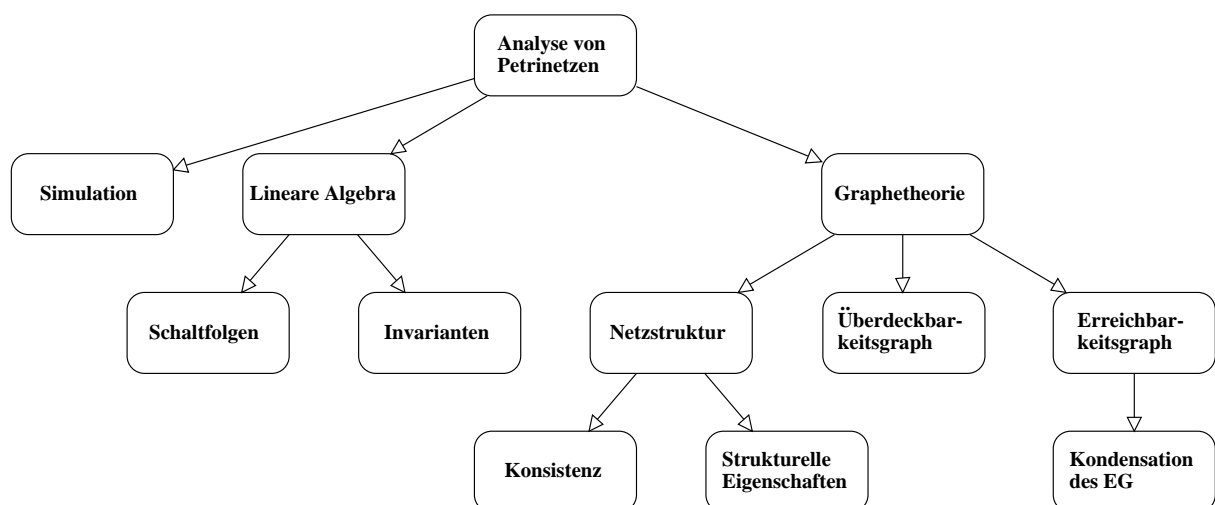 Analyse von
Petrinetzen
Simulation
Lineare Algebra
Graphetheorie
Schaltfolgen
Invarianten
Netzstruktur
Überdeckbar-
keitsgraph
Erreichbar-
keitsgraph
Konsistenz
Strukturelle
Eigenschaften
Kondensation
des EG